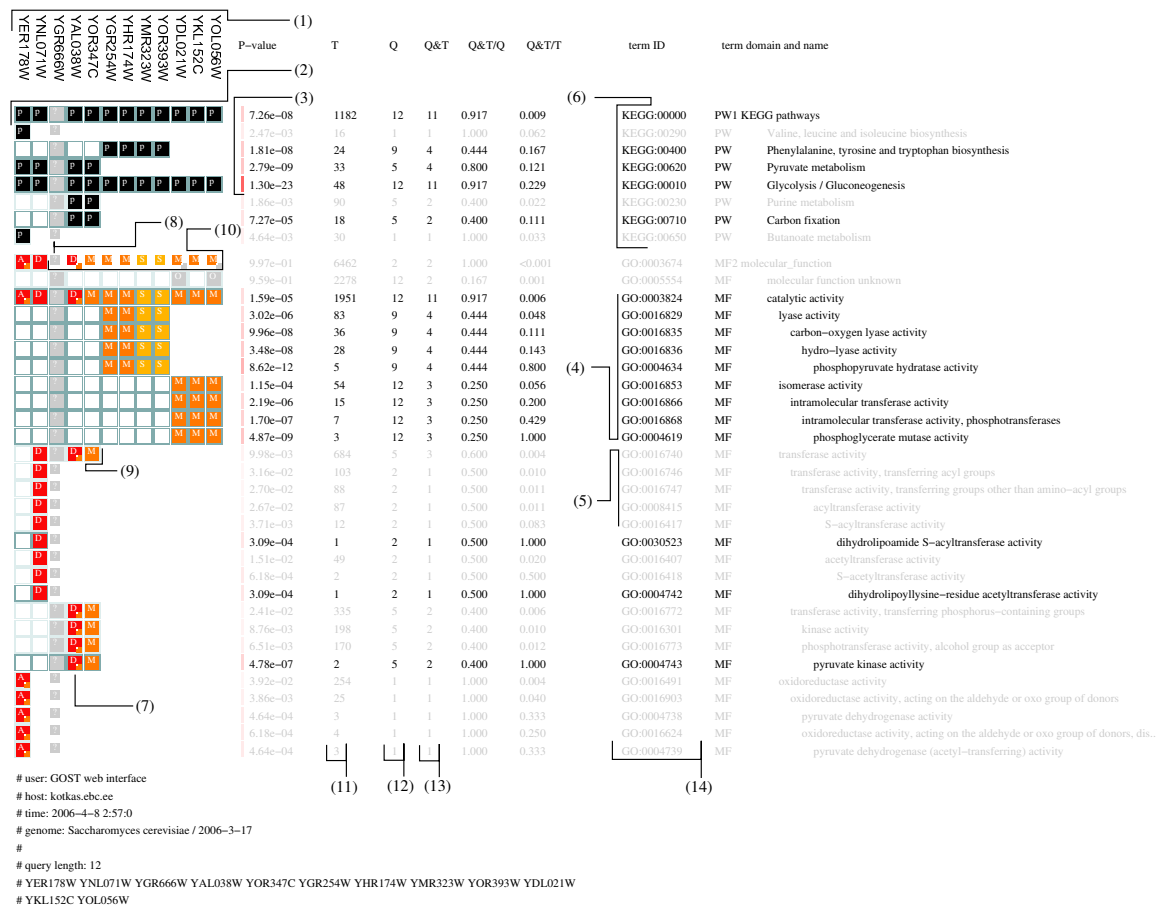 YER178W YNL071W YGR666W YAL038W YOR347C YGR254W YHR174W YMR323W YOR393W YDL021W YKL152C YOL056W
(1)
P−value T Q Q&T Q&T/Q Q&T/T term ID term domain and name
(2)
(3)
(6)
P P ? P P P P P P P P P 7.26e−08 1182 12 11 0.917 0.009 KEGG:00000 PW1 KEGG pathways
P ? 2.47e−03 16 1 1 1.000 0.062 KEGG:00290 PW Valine, leucine and isoleucine biosynthesis
? P P P P 1.81e−08 24 9 4 0.444 0.167 KEGG:00400 PW Phenylalanine, tyrosine and tryptophan biosynthesis
P P ? P P 2.79e−09 33 5 4 0.800 0.121 KEGG:00620 PW Pyruvate metabolism
P P ? P P P P P P P P P 1.30e−23 48 12 11 0.917 0.229 KEGG:00010 PW Glycolysis / Gluconeogenesis
? P P 1.86e−03 90 5 2 0.400 0.022 KEGG:00230 PW Purine metabolism
? P P 7.27e−05 18 5 2 0.400 0.111 KEGG:00710 PW Carbon fixation
P ? 4.64e−03 30 1 1 1.000 0.033 KEGG:00650 PW Butanoate metabolism
(8)
(10)
A D ? D M M M S S M M M 9.97e−01 6462 2 2 1.000 <0.001 GO:0003674 MF2 molecular_function
? O O 9.59e−01 2278 12 2 0.167 0.001 GO:0005554 MF molecular function unknown
A D ? D M M M S S M M M 1.59e−05 1951 12 11 0.917 0.006 GO:0003824 MF catalytic activity
? M M S S 3.02e−06 83 9 4 0.444 0.048 GO:0016829 MF lyase activity
? M M S S 9.96e−08 36 9 4 0.444 0.111 GO:0016835 MF carbon−oxygen lyase activity
? M M S S 3.48e−08 28 9 4 0.444 0.143 GO:0016836 MF hydro−lyase activity
? M M S S 8.62e−12 5 9 4 0.444 0.800 GO:0004634 MF phosphopyruvate hydratase activity
(4)
? M M M 1.15e−04 54 12 3 0.250 0.056 GO:0016853 MF isomerase activity
? M M M 2.19e−06 15 12 3 0.250 0.200 GO:0016866 MF intramolecular transferase activity
? M M M 1.70e−07 7 12 3 0.250 0.429 GO:0016868 MF intramolecular transferase activity, phosphotransferases
? M M M 4.87e−09 3 12 3 0.250 1.000 GO:0004619 MF phosphoglycerate mutase activity
D ? D M 9.98e−03 684 5 3 0.600 0.004 GO:0016740 MF transferase activity
(9)
D ? 3.16e−02 103 2 1 0.500 0.010 GO:0016746 MF transferase activity, transferring acyl groups
D ? 2.70e−02 88 2 1 0.500 0.011 GO:0016747 MF transferase activity, transferring groups other than amino−acyl groups
(5)
D ? 2.67e−02 87 2 1 0.500 0.011 GO:0008415 MF acyltransferase activity
D ? 3.71e−03 12 2 1 0.500 0.083 GO:0016417 MF S−acyltransferase activity
D ? 3.09e−04 1 2 1 0.500 1.000 GO:0030523 MF dihydrolipoamide S−acyltransferase activity
D ? 1.51e−02 49 2 1 0.500 0.020 GO:0016407 MF acetyltransferase activity
D ? 6.18e−04 2 2 1 0.500 0.500 GO:0016418 MF S−acetyltransferase activity
D ? 3.09e−04 1 2 1 0.500 1.000 GO:0004742 MF dihydrolipoyllysine−residue acetyltransferase activity
? D M 2.41e−02 335 5 2 0.400 0.006 GO:0016772 MF transferase activity, transferring phosphorus−containing groups
? D M 8.76e−03 198 5 2 0.400 0.010 GO:0016301 MF kinase activity
? D M 6.51e−03 170 5 2 0.400 0.012 GO:0016773 MF phosphotransferase activity, alcohol group as acceptor
? D M 4.78e−07 2 5 2 0.400 1.000 GO:0004743 MF pyruvate kinase activity
A ? 3.92e−02 254 1 1 1.000 0.004 GO:0016491 MF oxidoreductase activity
A ? 3.86e−03 25 1 1 1.000 0.040 GO:0016903 MF oxidoreductase activity, acting on the aldehyde or oxo group of donors
(7)
A ? 4.64e−04 3 1 1 1.000 0.333 GO:0004738 MF pyruvate dehydrogenase activity
A ? 6.18e−04 4 1 1 1.000 0.250 GO:0016624 MF oxidoreductase activity, acting on the aldehyde or oxo group of donors, dis..
A ? 4.64e−04 3 1 1 1.000 0.333 GO:0004739 MF pyruvate dehydrogenase (acetyl−transferring) activity
(11) (12) (13) (14)
# user: GOST web interface
# host: kotkas.ebc.ee
# time: 2006−4−8 2:57:0
# genome: Saccharomyces cerevisiae / 2006−3−17
#
# query length: 12
# YER178W YNL071W YGR666W YAL038W YOR347C YGR254W YHR174W YMR323W YOR393W YDL021W
# YKL152C YOL056W